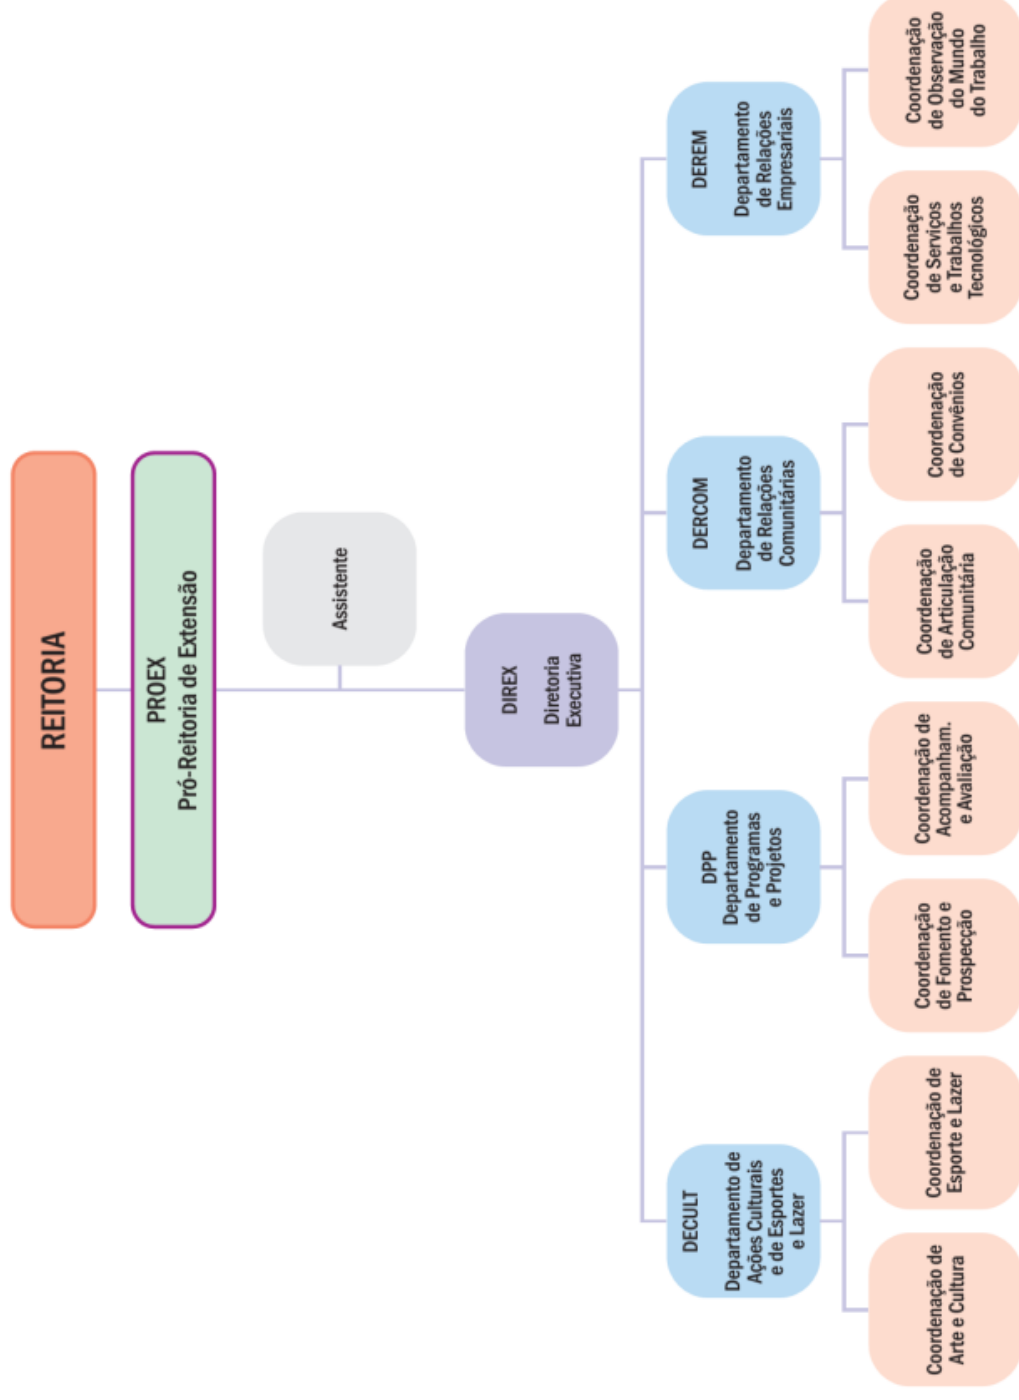 REITORIA
PROEX
Pró-Reitoria de Extensão
Assistente
DIREX
Diretoria
Executiva
DECULT
Departamento de
Ações Culturais
e de Esportes
e Lazer
DPP
Departamento
de Programas
e Projetos
DERCOM
Departamento
de Relações
Comunitárias
DEREM
Departamento
de Relações
Empresariais
Coordenação de
Arte e Cultura
Coordenação de
Esporte e Lazer
Coordenação
de Fomento e
Prospecção
Coordenação de
Acompanham.
e Avaliação
Coordenação
de Articulação
Comunitária
Coordenação
de Convênios
Coordenação
de Serviços
e Trabalhos
Tecnológicos
Coordenação
de Observação
do Mundo
do Trabalho